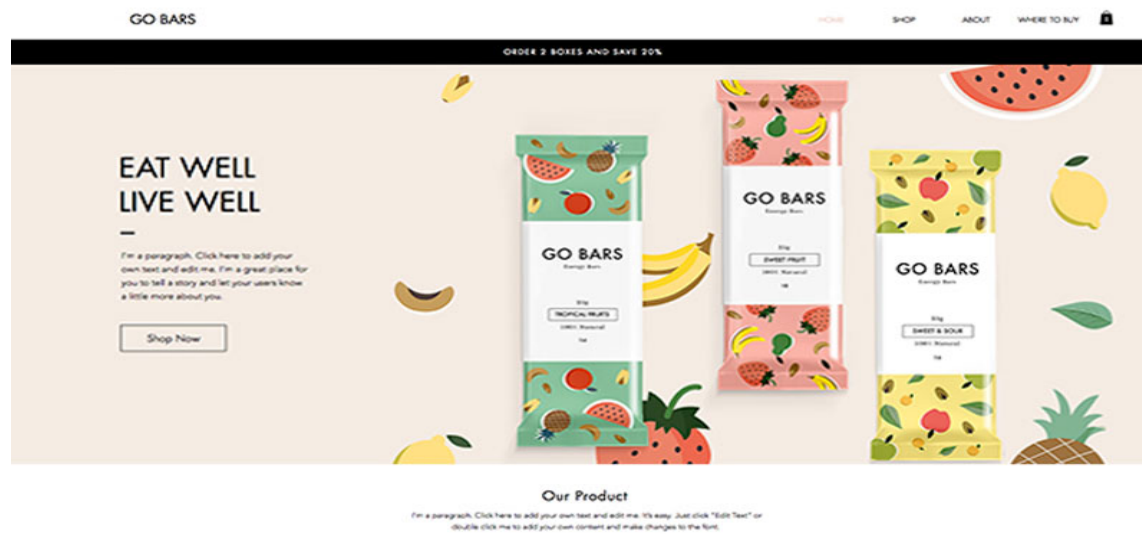 GO BARS
HOME SHOP ABOUT WHERE TO BUY
ORDER 2 BOXES AND SAVE 20%
EAT WELL
LIVE WELL
I'm a paragraph. Click here to add your
own text and edit me. I'm a great place for
you to tell a story and let your users know
a little more about you.
Shop Now
GO BARS
Energy Bars
TROPICAL FRUITS
100% Natural
GO BARS
Energy Bars
SWEET FRUIT
100% Natural
GO BARS
Energy Bars
SWEET & SOUR
100% Natural
Our Product
I'm a paragraph. Click here to add your own text and edit me. It's easy. Just click "Edit Text" or
double click me to add your own content and make changes to the font.